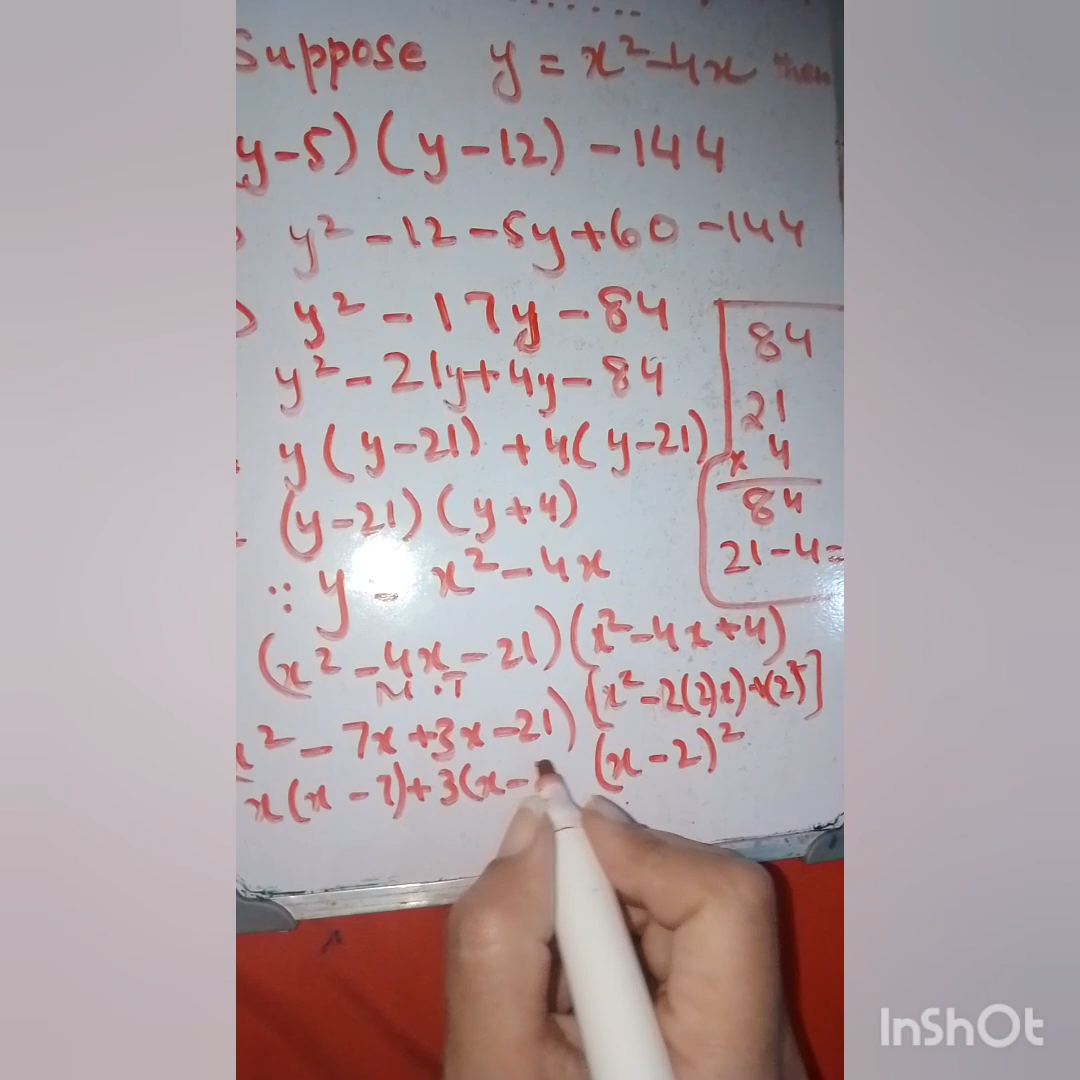 Suppose y = x² - 4x then
y-5) (y-12) - 144
y² - 12 - 5y + 60 - 144
y² - 17y - 84
84
y² - 21y + 4y - 84
21
y(y-21) + 4(y-21)
× 4
84
(y-21) (y+4)
21-4=
∵ y = x² - 4x
(x² - 4x - 21) (x² - 4x + 4)
M.T
[x² - 2(2)(x) + (2)²]
x² - 7x + 3x - 21)
(x - 2)²
x(x - 7) + 3(x -
InShOt